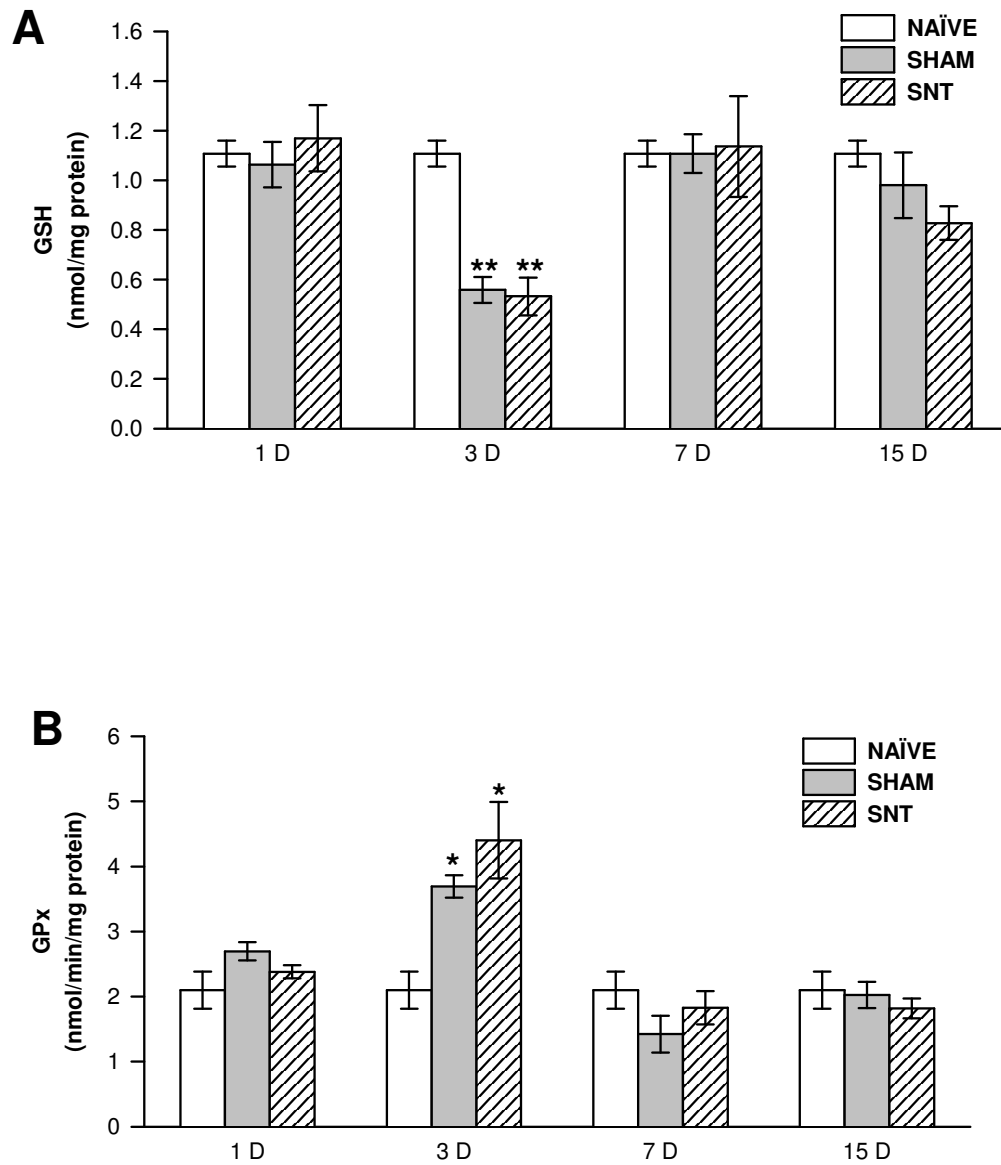 A
NAÏVE
SHAM
SNT
GSH
(nmol/mg protein)
1.6
1.4
1.2
1.0
0.8
0.6
0.4
0.2
0.0
** **
1 D 3 D 7 D 15 D
B
NAÏVE
SHAM
SNT
GPx
(nmol/min/mg protein)
6
5
4
3
2
1
0
*
*
1 D 3 D 7 D 15 D